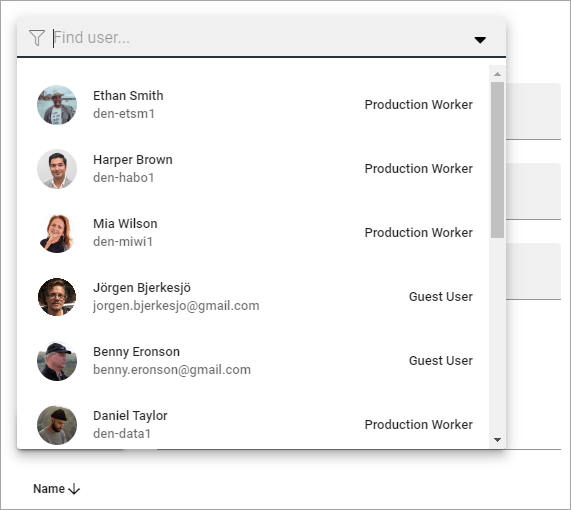 Find user...
Ethan Smith
den-etsm1
Production Worker
Harper Brown
den-habo1
Production Worker
Mia Wilson
den-miwi1
Production Worker
Jörgen Bjerkesjö
jorgen.bjerkesjo@gmail.com
Guest User
Benny Eronson
benny.eronson@gmail.com
Guest User
Daniel Taylor
den-data1
Production Worker
Name